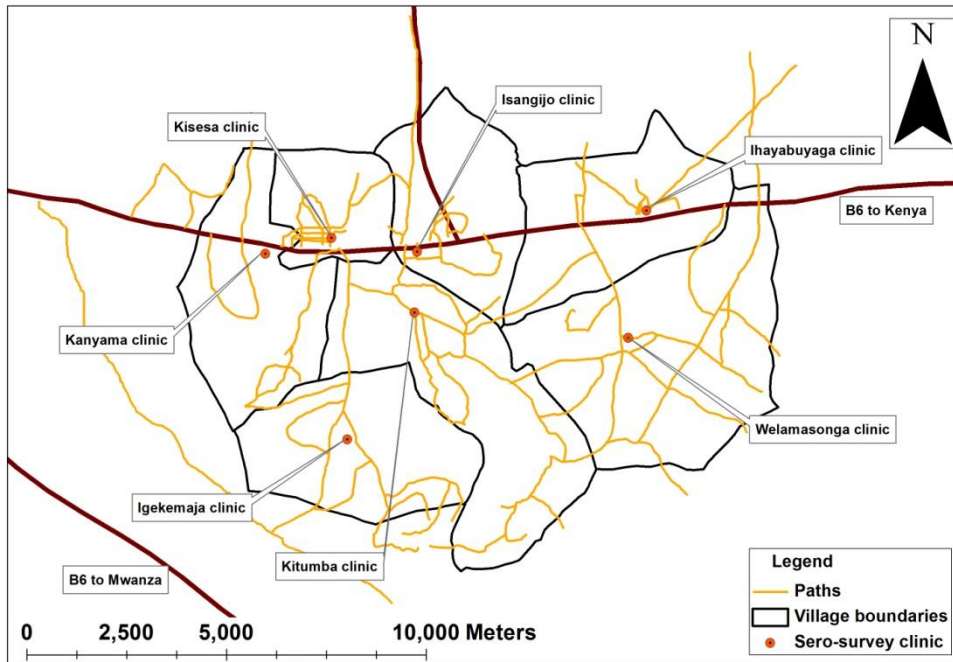 N
Isangijo clinic
Kisesa clinic
Ihayabuyaga clinic
B6 to Kenya
Kanyama clinic
Welamasonga clinic
Igekemaja clinic
Kitumba clinic
B6 to Mwanza
Legend
Paths
Village boundaries
Sero-survey clinic
0 2,500 5,000 10,000 Meters